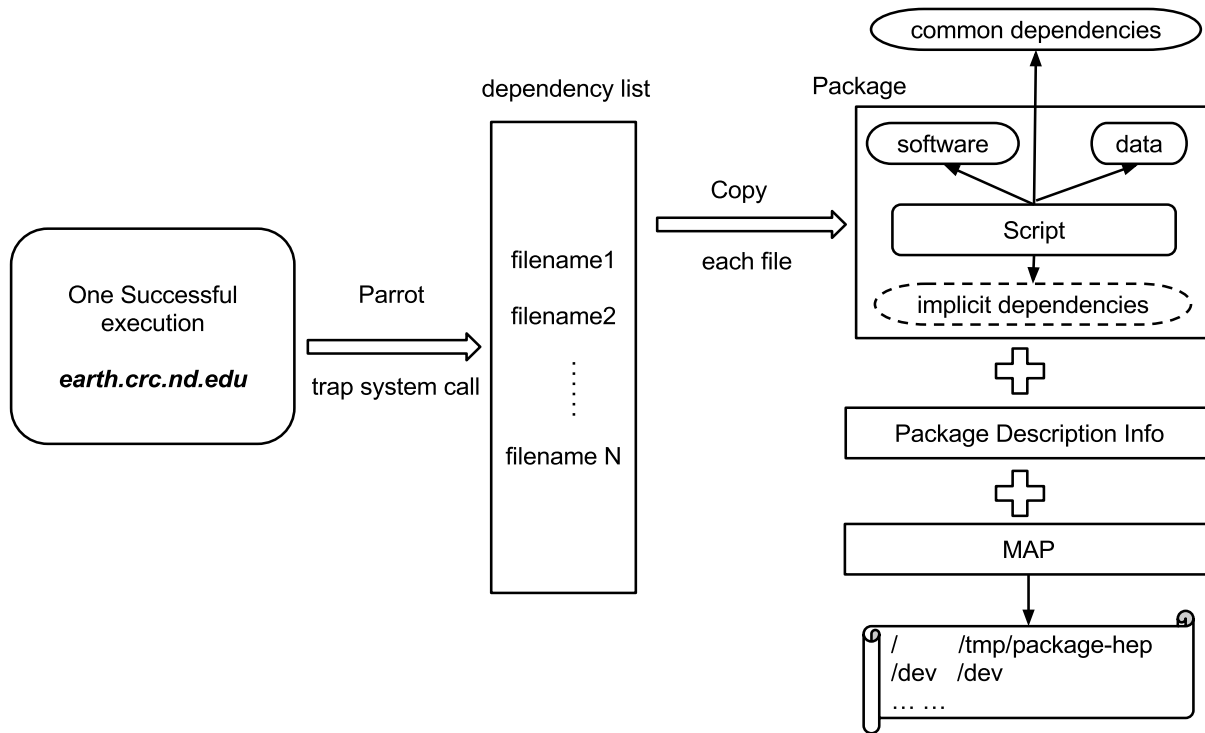 One Successful
execution
earth.crc.nd.edu
Parrot
trap system call
dependency list
filename1
filename2
......
filename N
Copy
each file
common dependencies
Package
software
data
Script
implicit dependencies
Package Description Info
MAP
/ /tmp/package-hep
/dev /dev
... ...